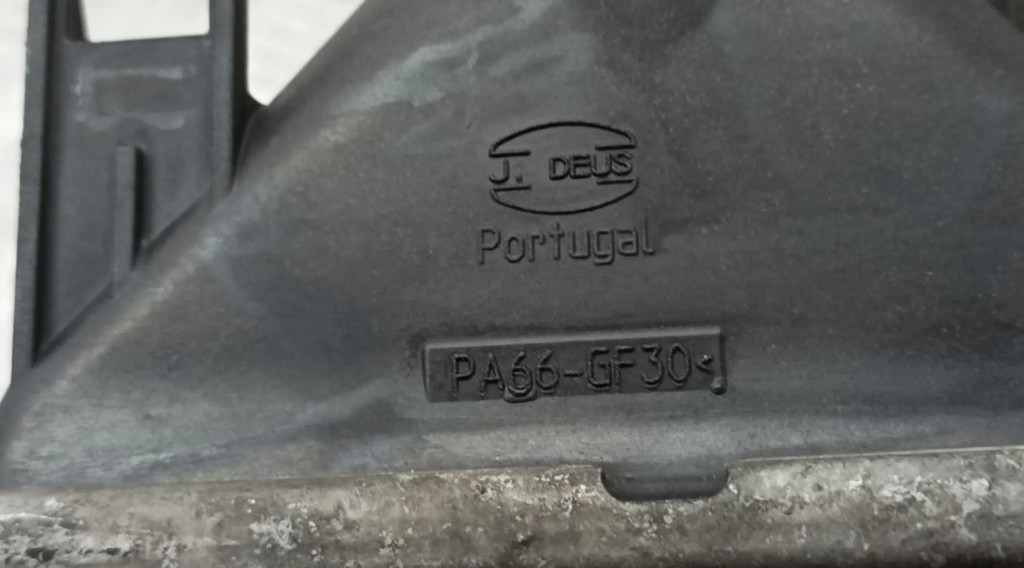 J. DEUS
Portugal
PA66-GF30<